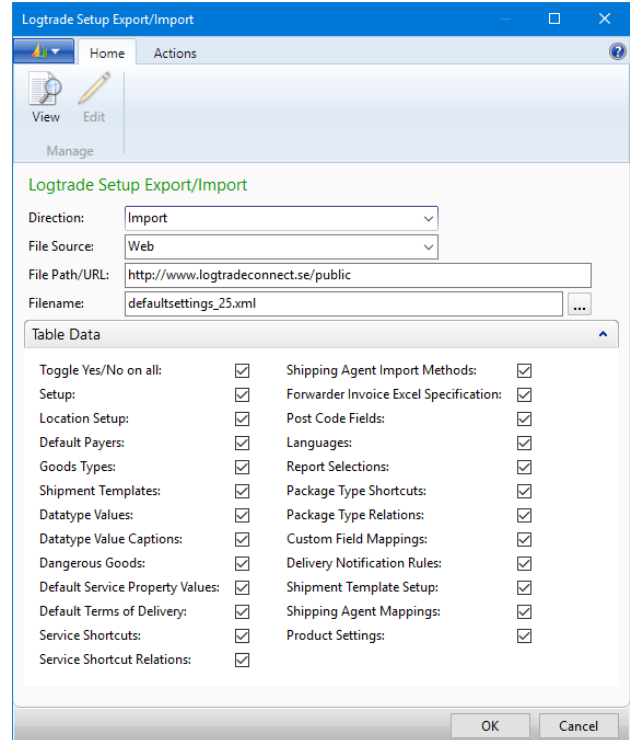 Logtrade Setup Export/Import
Home Actions
View Edit
Manage
Logtrade Setup Export/Import
Direction: Import
File Source: Web
File Path/URL: http://www.logtradeconnect.se/public
Filename: defaultsettings_25.xml ...
Table Data
Toggle Yes/No on all: Shipping Agent Import Methods:
Setup: Forwarder Invoice Excel Specification:
Location Setup: Post Code Fields:
Default Payers: Languages:
Goods Types: Report Selections:
Shipment Templates: Package Type Shortcuts:
Datatype Values: Package Type Relations:
Datatype Value Captions: Custom Field Mappings:
Dangerous Goods: Delivery Notification Rules:
Default Service Property Values: Shipment Template Setup:
Default Terms of Delivery: Shipping Agent Mappings:
Service Shortcuts: Product Settings:
Service Shortcut Relations:
OK Cancel